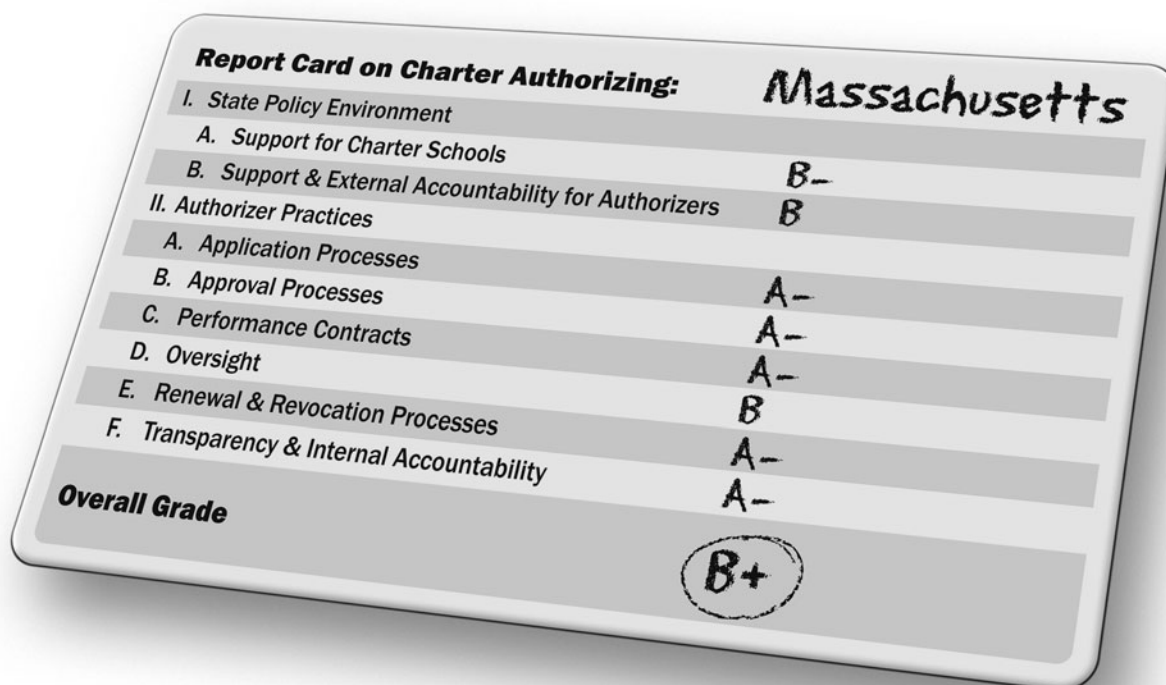 Report Card on Charter Authorizing: Massachusetts
I. State Policy Environment
A. Support for Charter Schools B-
B. Support & External Accountability for Authorizers B
II. Authorizer Practices
A. Application Processes A-
B. Approval Processes A-
C. Performance Contracts A-
D. Oversight B
E. Renewal & Revocation Processes A-
F. Transparency & Internal Accountability A-
Overall Grade B+